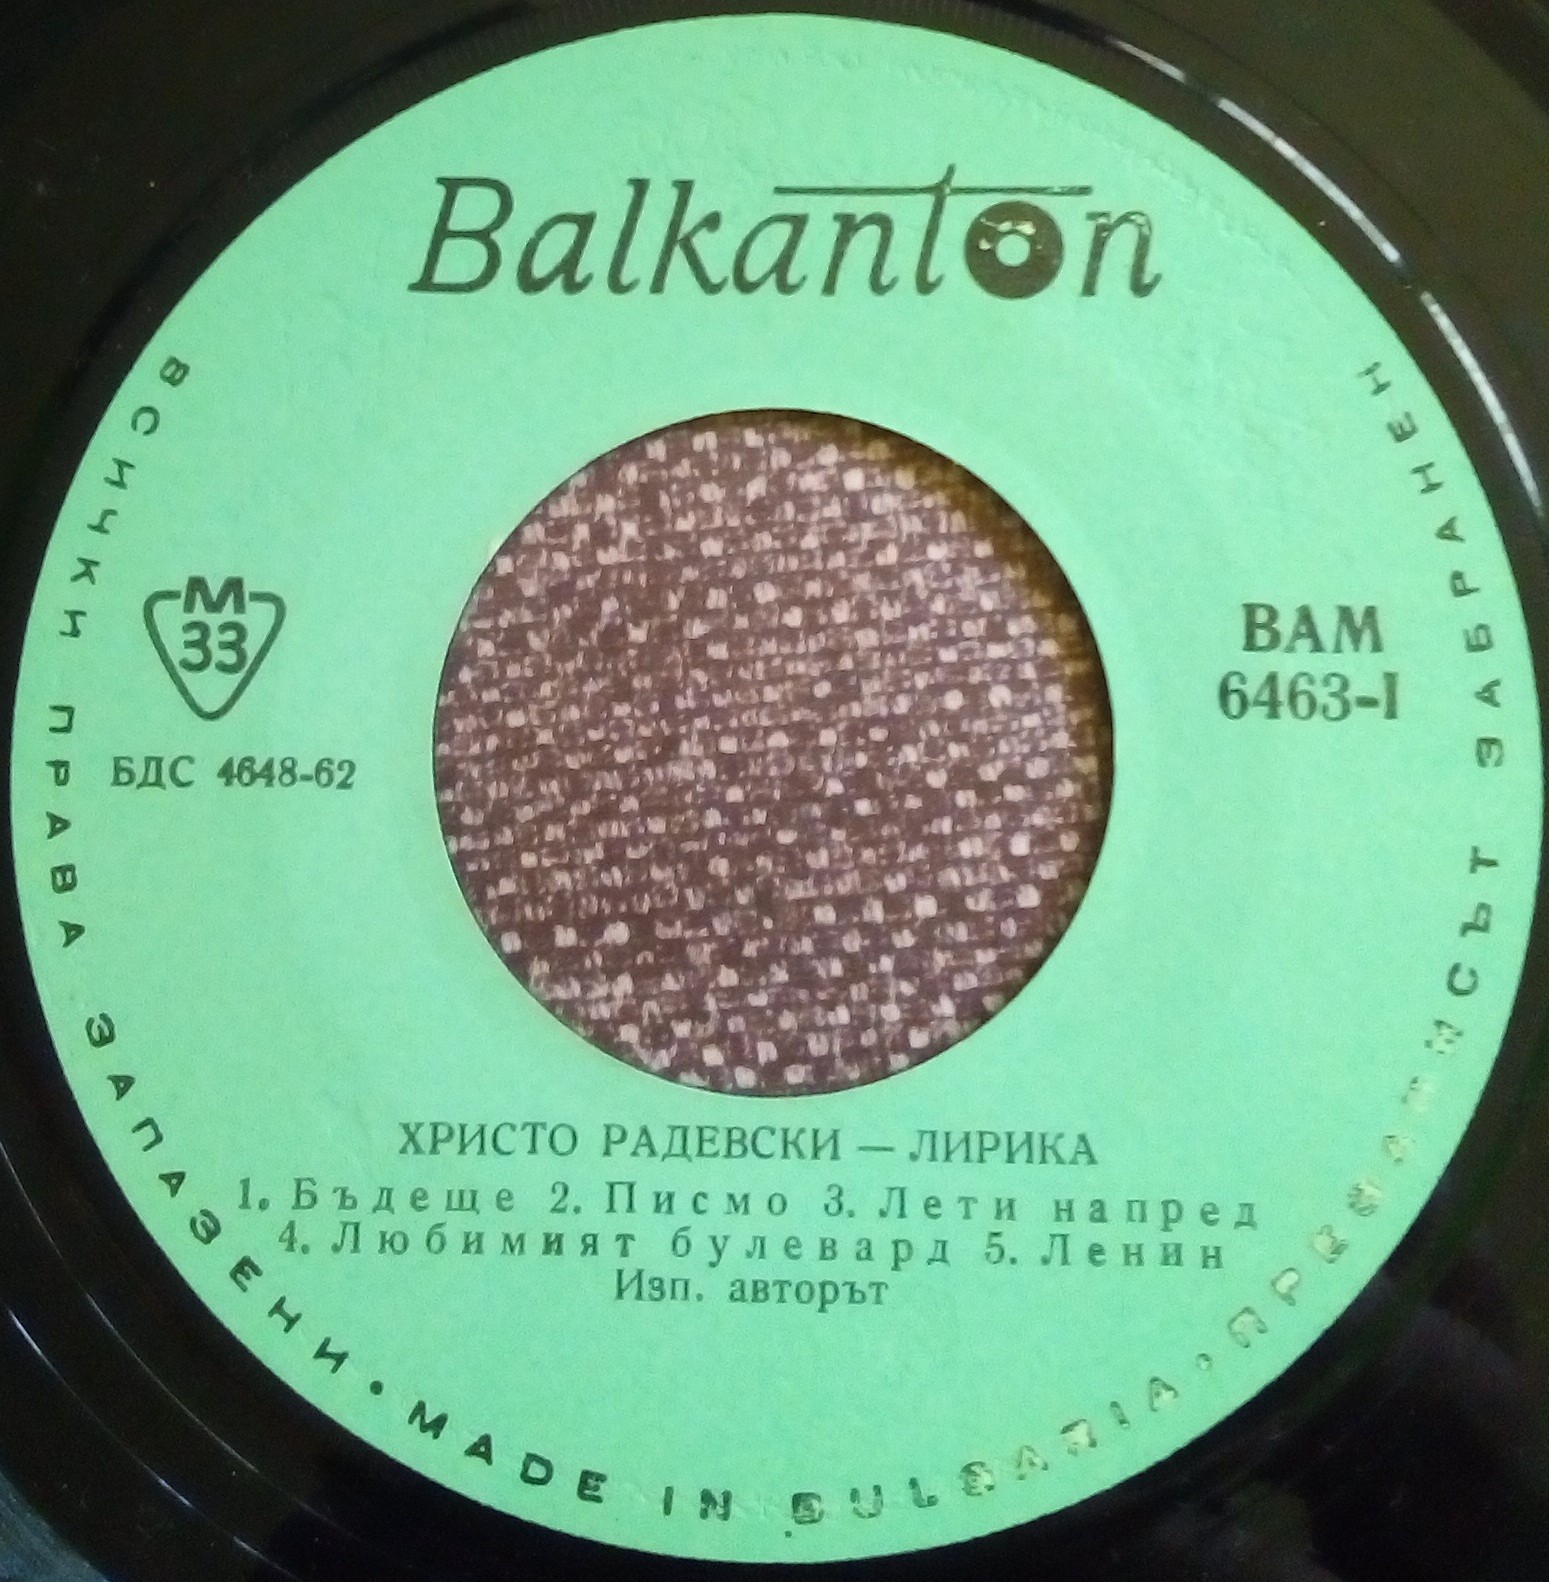 Balkanton
М
33
БДС 4648-62
ВАМ
6463-I
ХРИСТО РАДЕВСКИ — ЛИРИКА
1. Бъдеще 2. Писмо 3. Лети напред
4. Любимият булевард 5. Ленин
Изп. авторът
ВСИЧКИ ПРАВА ЗАПАЗЕНИ • MADE IN BULGARIA • ПРЕЗАПИСЪТ ЗАБРАНЕН